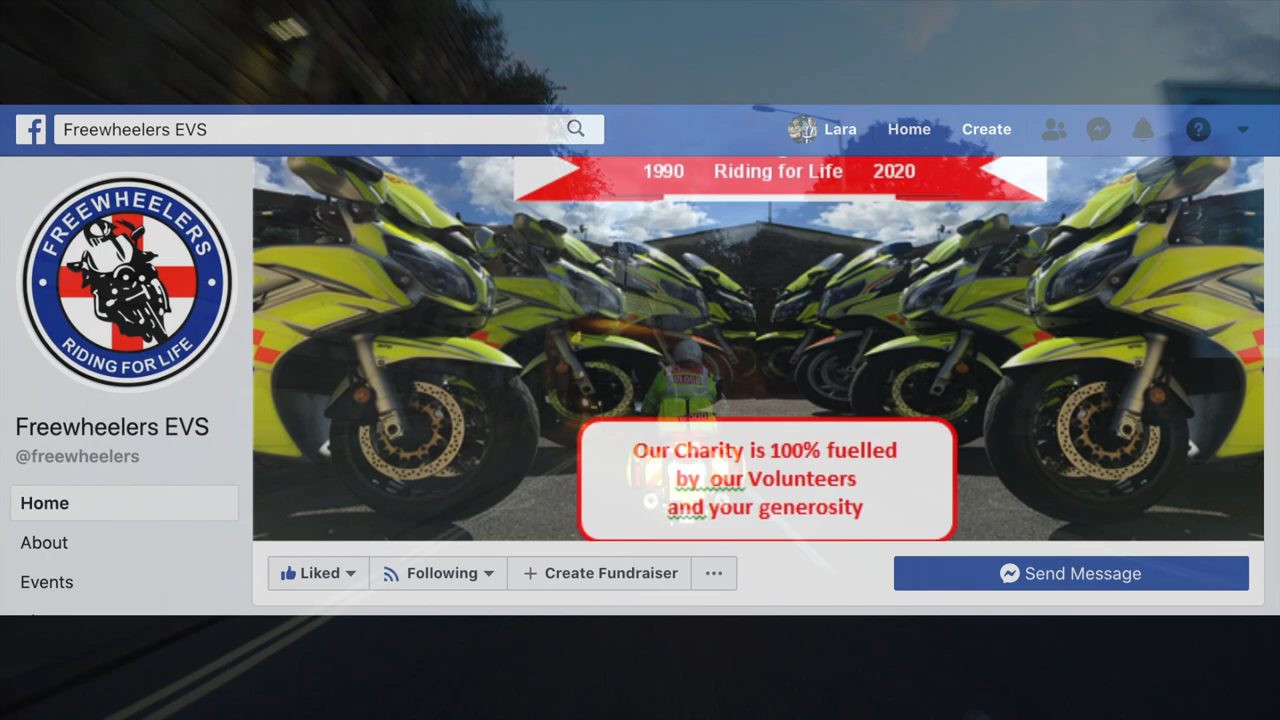 Freewheelers EVS
Lara
Home
Create
?
FREEWHEELERS
RIDING FOR LIFE
1990 Riding for Life 2020
BLOOD
Our Charity is 100% fuelled
by our Volunteers
and your generosity
Freewheelers EVS
@freewheelers
Home
About
Events
Liked
Following
+ Create Fundraiser
...
Send Message